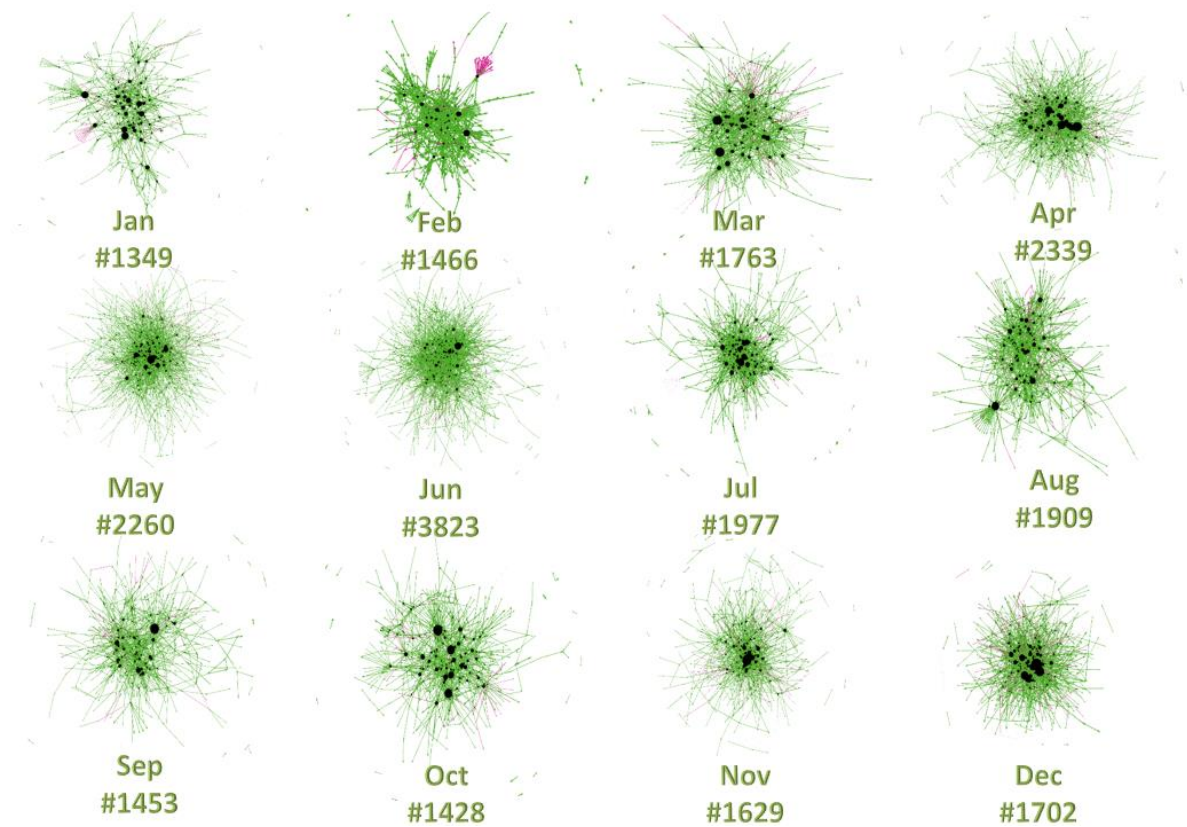 Jan
#1349
Feb
#1466
Mar
#1763
Apr
#2339
May
#2260
Jun
#3823
Jul
#1977
Aug
#1909
Sep
#1453
Oct
#1428
Nov
#1629
Dec
#1702